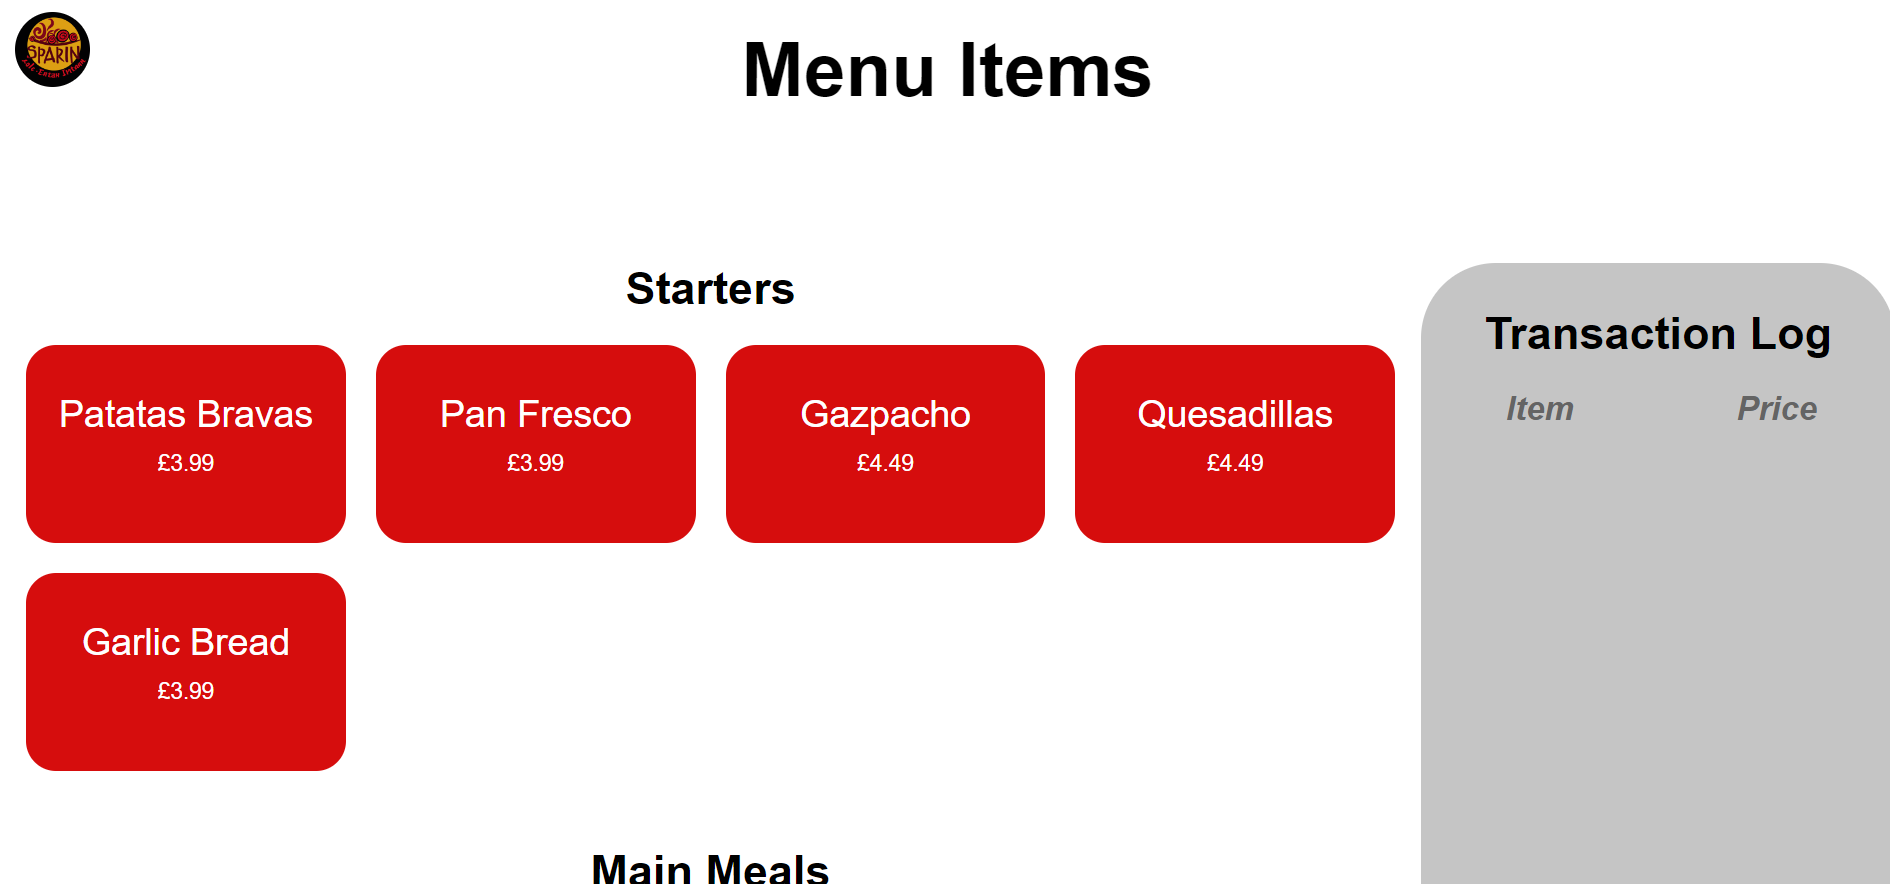 SPARIN
Menu Items
Starters
Patatas Bravas
£3.99
Pan Fresco
£3.99
Gazpacho
£4.49
Quesadillas
£4.49
Garlic Bread
£3.99
Main Meals
Transaction Log
Item Price